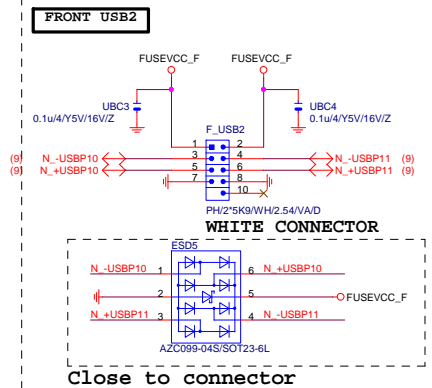 FRONT USB2
FUSEVCC_F FUSEVCC_F
UBC3 UBC4
0.1u/4/Y5V/16V/Z 0.1u/4/Y5V/16V/Z
F_USB2
1 2
(9) N_-USBP10 3 4 N_-USBP11 (9)
(9) N_+USBP10 5 6 N_+USBP11 (9)
7 8
10
PH/2*5K9/WH/2.54/VA/D
WHITE CONNECTOR
ESD5
N_-USBP10 1 6 N_+USBP10
2 5 FUSEVCC_F
N_+USBP11 3 4 N_-USBP11
AZC099-04S/SOT23-6L
Close to connector